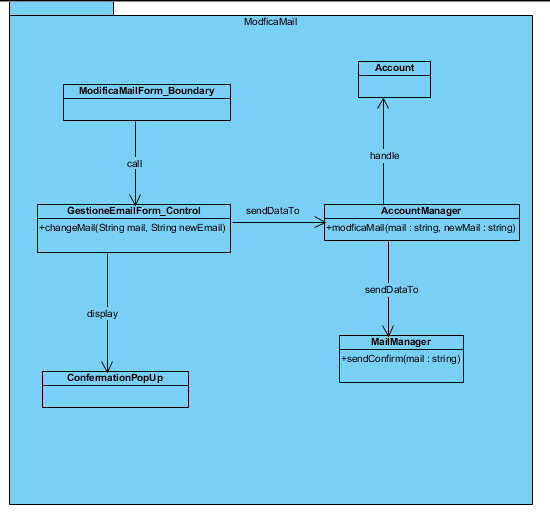 ModficaMail
Account
ModificaMailForm_Boundary
call
handle
GestioneEmailForm_Control
+changeMail(String mail, String newEmail)
sendDataTo
AccountManager
+modficaMail(mail : string, newMail : string)
sendDataTo
display
MailManager
+sendConfirm(mail : string)
ConfermationPopUp